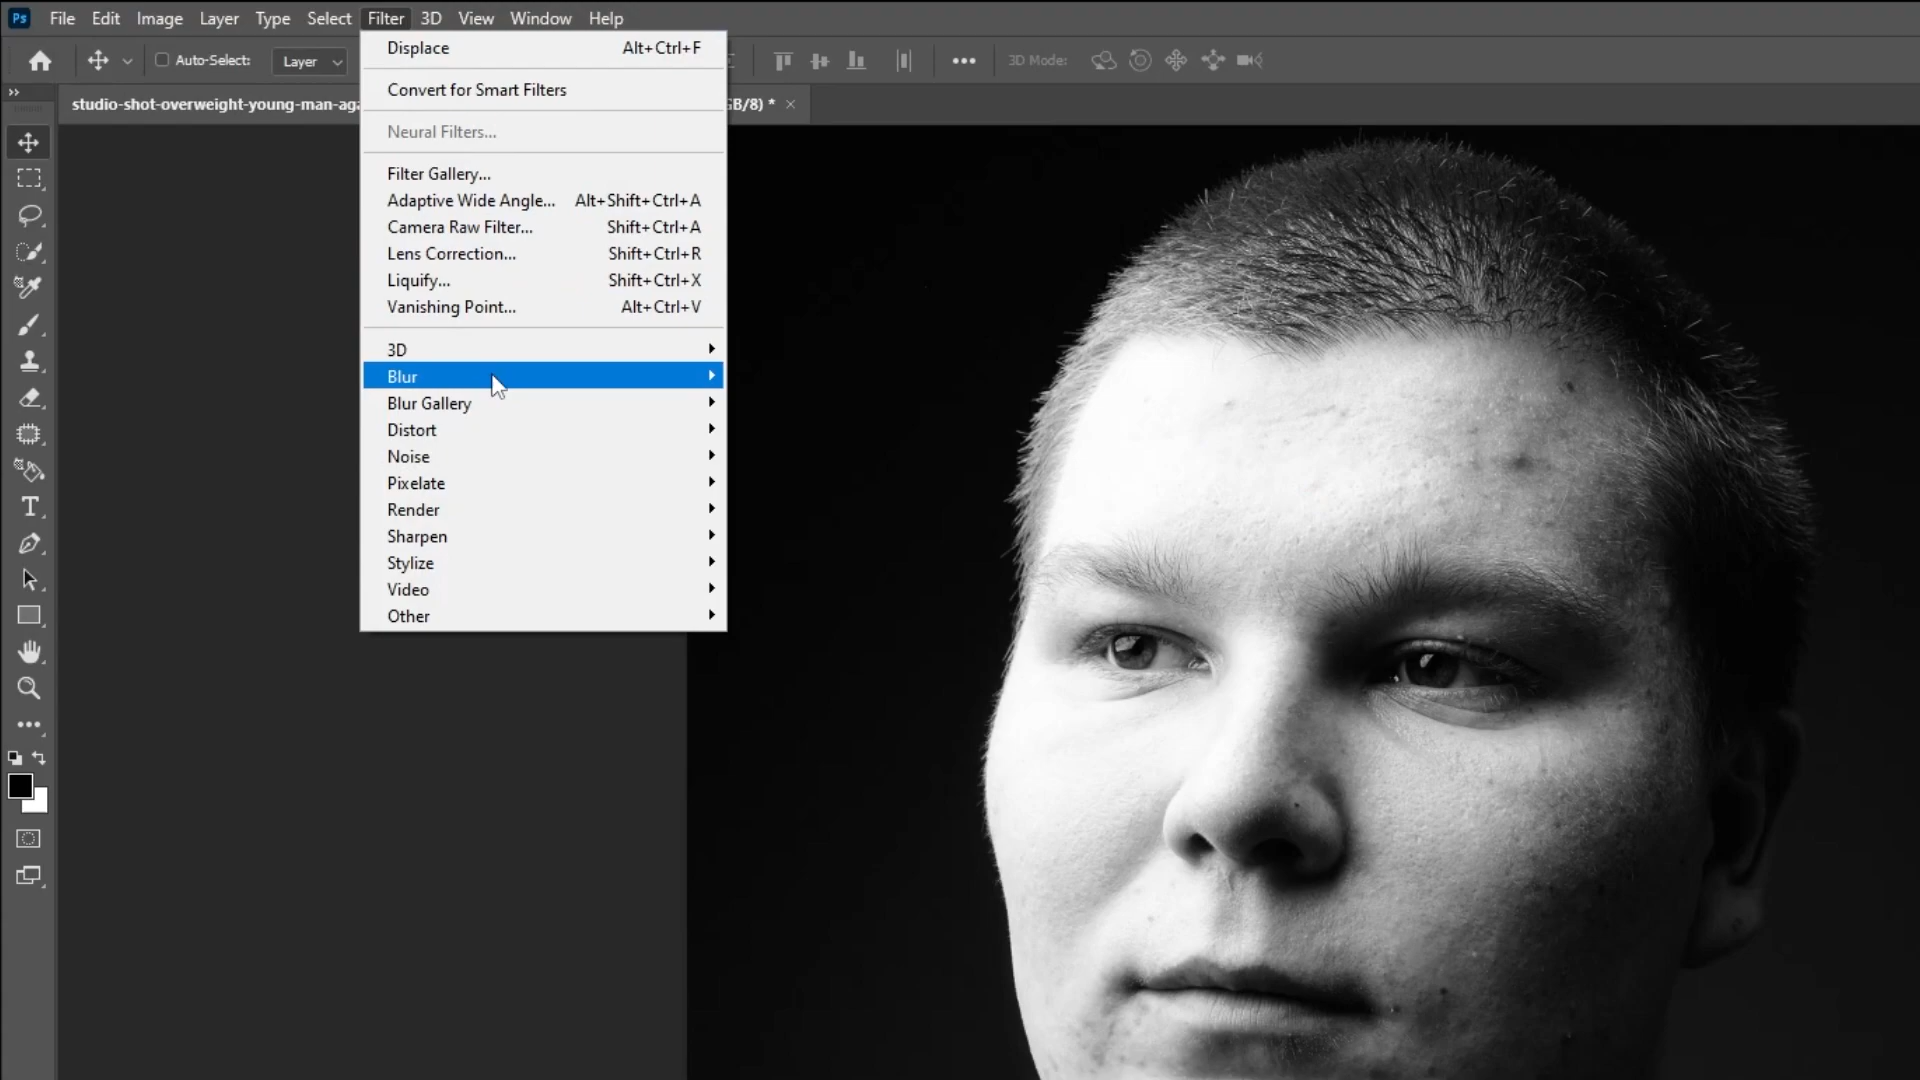 Ps File Edit Image Layer Type Select Filter 3D View Window Help
Auto-Select: Layer 3D Mode:
studio-shot-overweight-young-man-aga GB/8) *
Displace Alt+Ctrl+F
Convert for Smart Filters
Neural Filters...
Filter Gallery...
Adaptive Wide Angle... Alt+Shift+Ctrl+A
Camera Raw Filter... Shift+Ctrl+A
Lens Correction... Shift+Ctrl+R
Liquify... Shift+Ctrl+X
Vanishing Point... Alt+Ctrl+V
3D
Blur
Blur Gallery
Distort
Noise
Pixelate
Render
Sharpen
Stylize
Video
Other